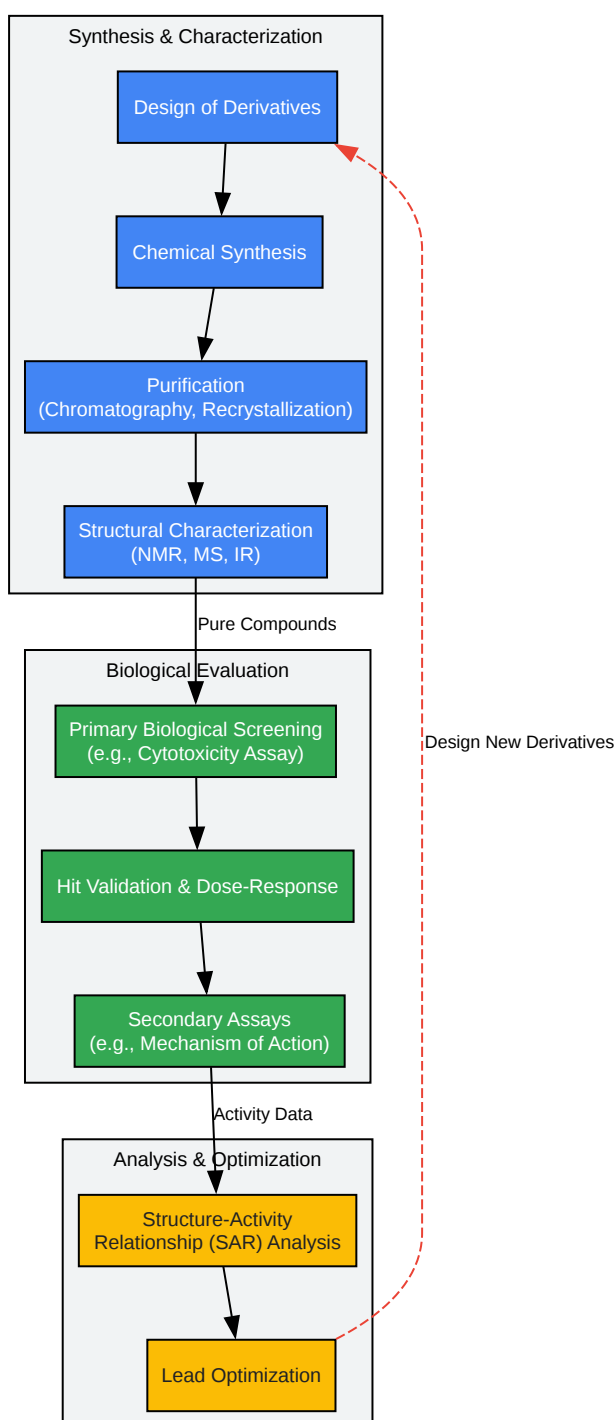 Synthesis & Characterization
Design of Derivatives
Chemical Synthesis
Purification
(Chromatography, Recrystallization)
Structural Characterization
(NMR, MS, IR)
Pure Compounds
Biological Evaluation
Primary Biological Screening
(e.g., Cytotoxicity Assay)
Design New Derivatives
Hit Validation & Dose-Response
Secondary Assays
(e.g., Mechanism of Action)
Activity Data
Analysis & Optimization
Structure-Activity
Relationship (SAR) Analysis
Lead Optimization